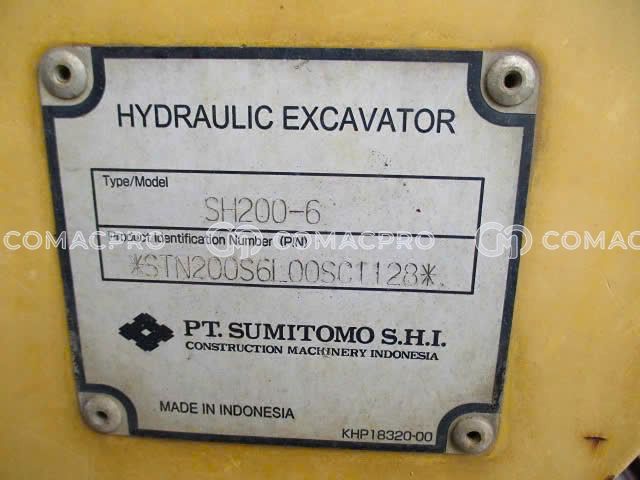 HYDRAULIC EXCAVATOR
Type/Model
SH200-6
COMACPRO COMACPRO COMACPRO
Product Identification Number (PIN)
*STN200S6L00SC1128*
PT. SUMITOMO S.H.I.
CONSTRUCTION MACHINERY INDONESIA
MADE IN INDONESIA
KHP18320-00